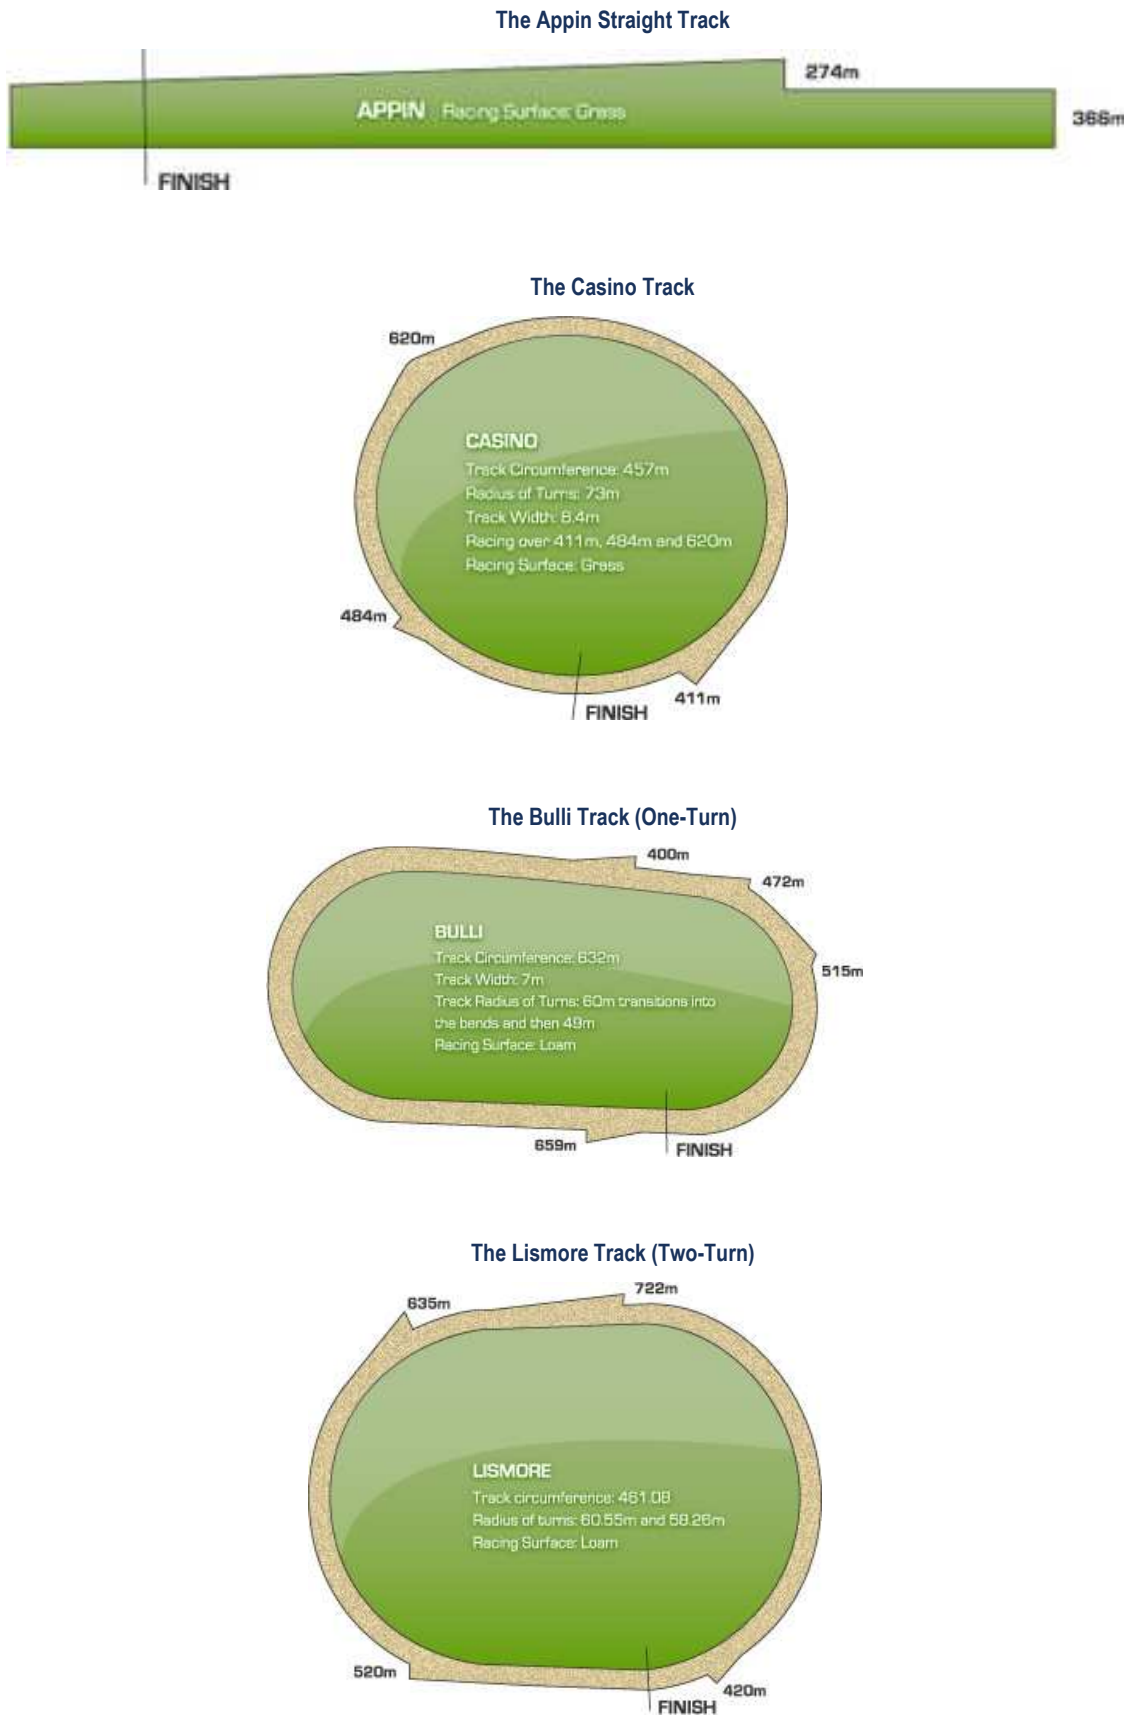 The Appin Straight Track
274m
APPIN Racing Surface: Grass
366m
FINISH
The Casino Track
620m
CASINO
Track Circumference: 457m
Radius of Turns: 73m
Track Width: 8.4m
Racing over 411m, 484m and 620m
Racing Surface: Grass
484m
411m
FINISH
The Bulli Track (One-Turn)
400m
472m
BULLI
Track Circumference: 632m
515m
Track Width: 7m
Track Radius of Turns: 60m transitions into
the bends and then 49m
Racing Surface: Loam
659m
FINISH
The Lismore Track (Two-Turn)
722m
635m
LISMORE
Track circumference: 461.08
Radius of turns: 60.55m and 58.26m
Racing Surface: Loam
520m
420m
FINISH